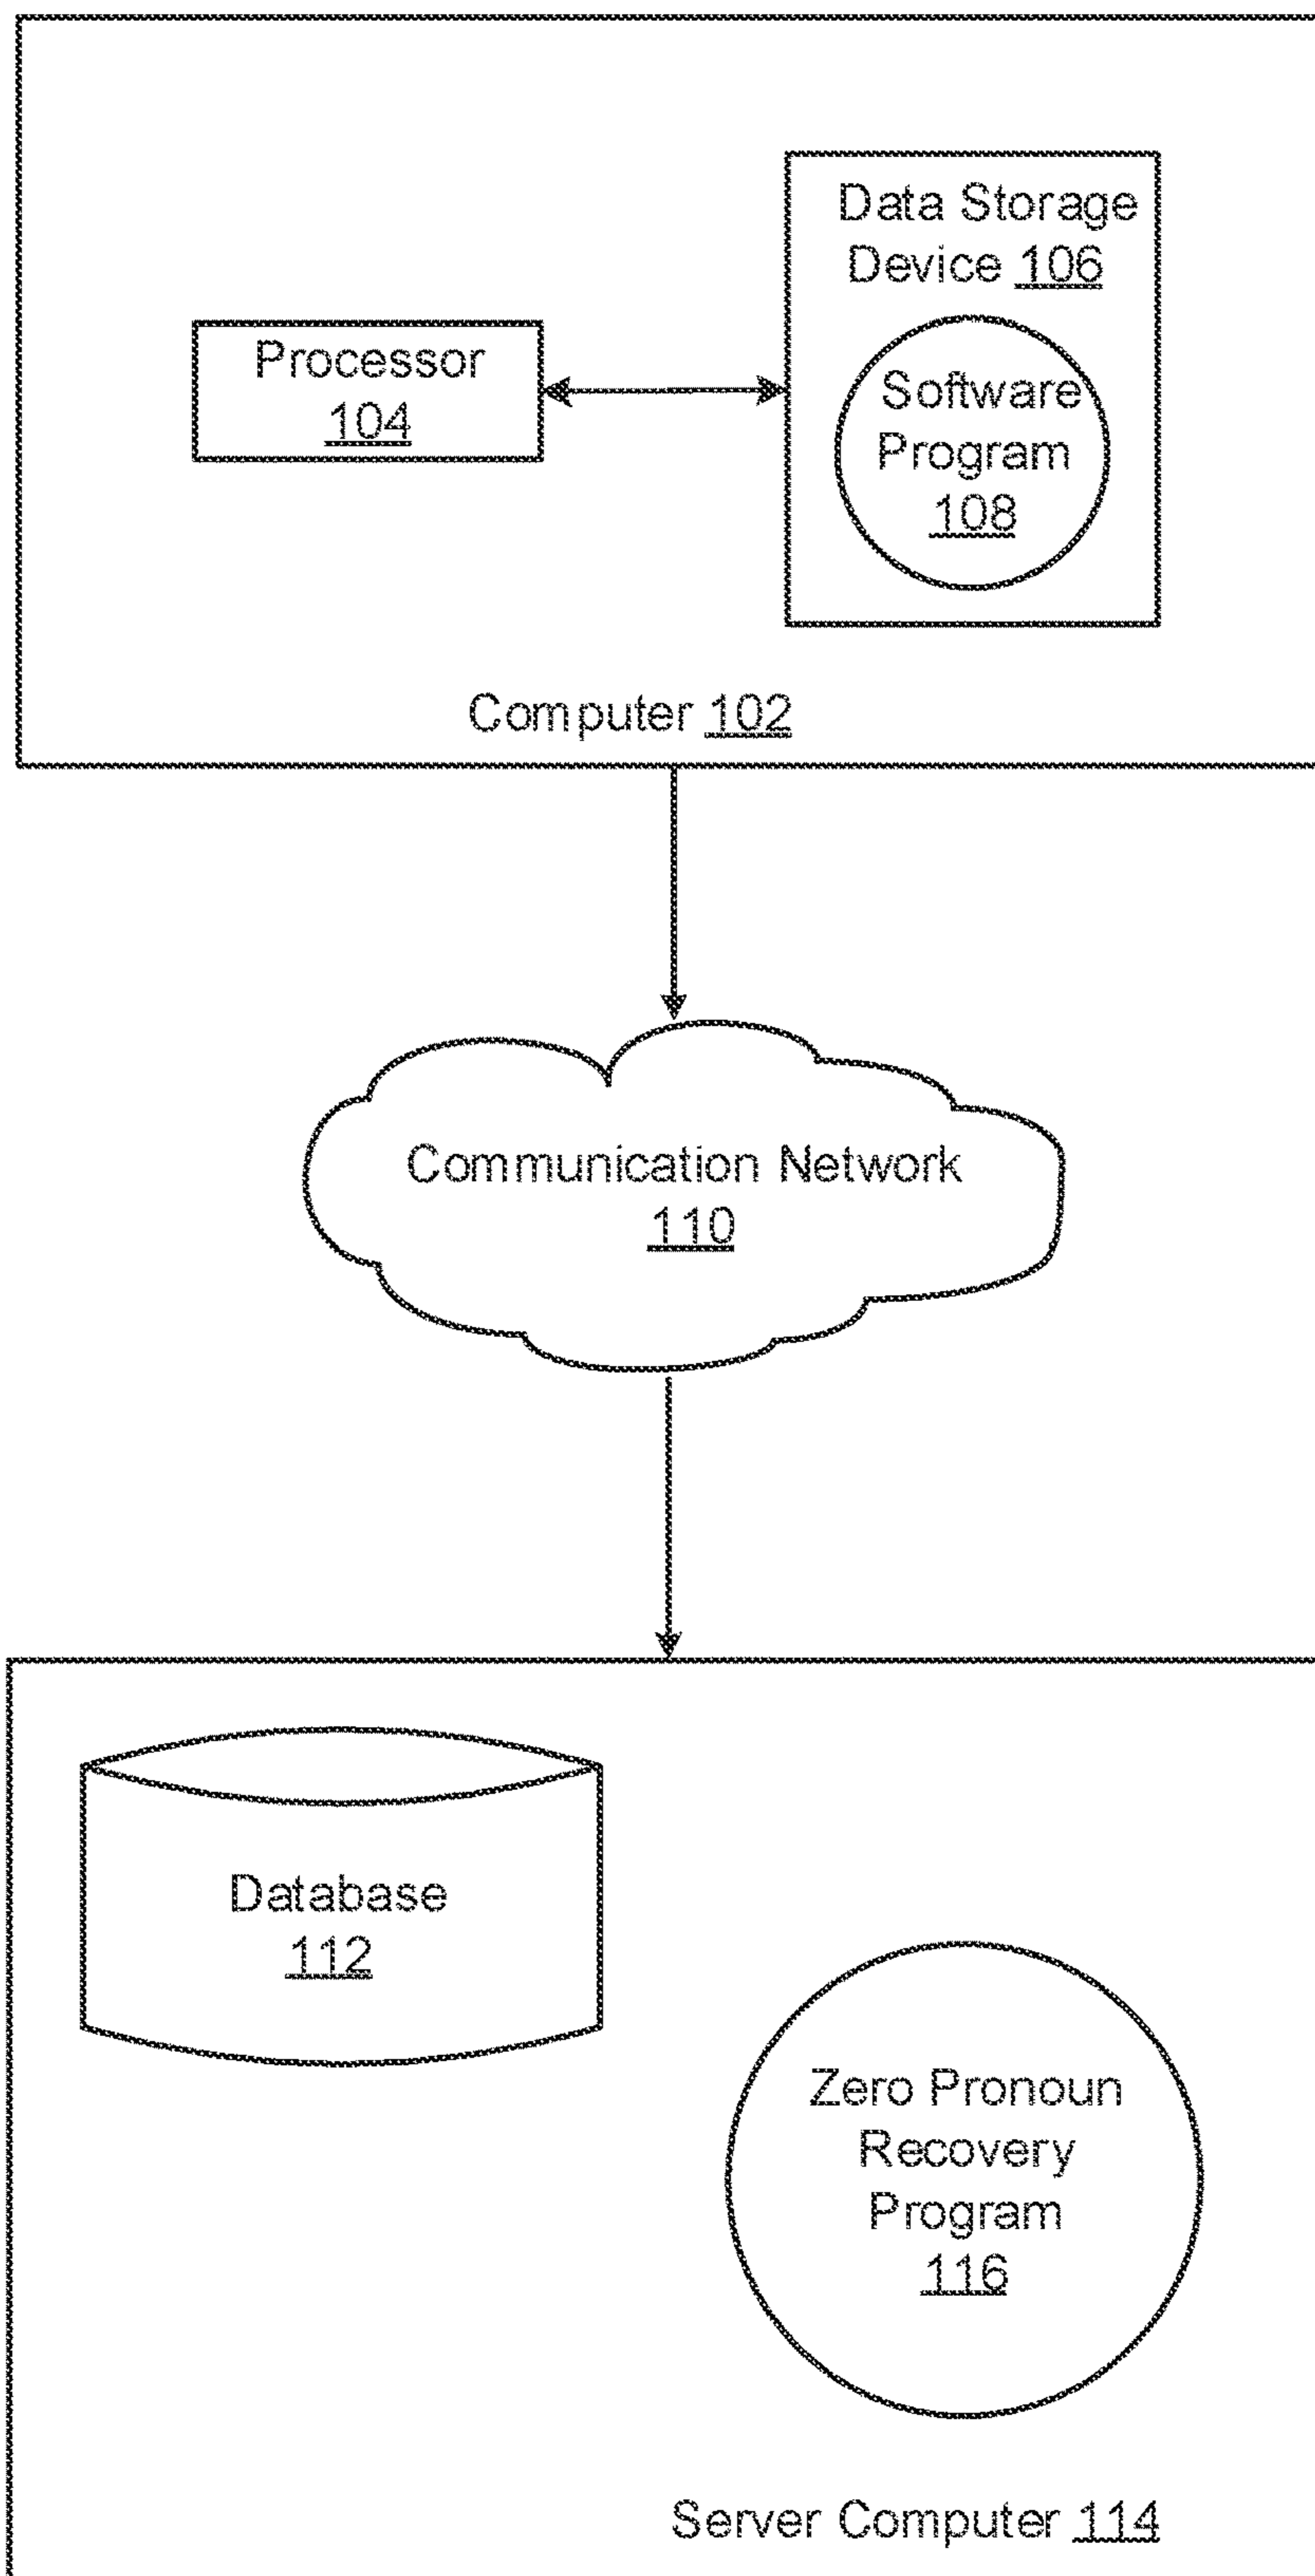 Data Storage
Device 106
Processor
104
Software
Program
108
Computer 102
Communication Network
110
Database
112
Zero Pronoun
Recovery
Program
116
Server Computer 114